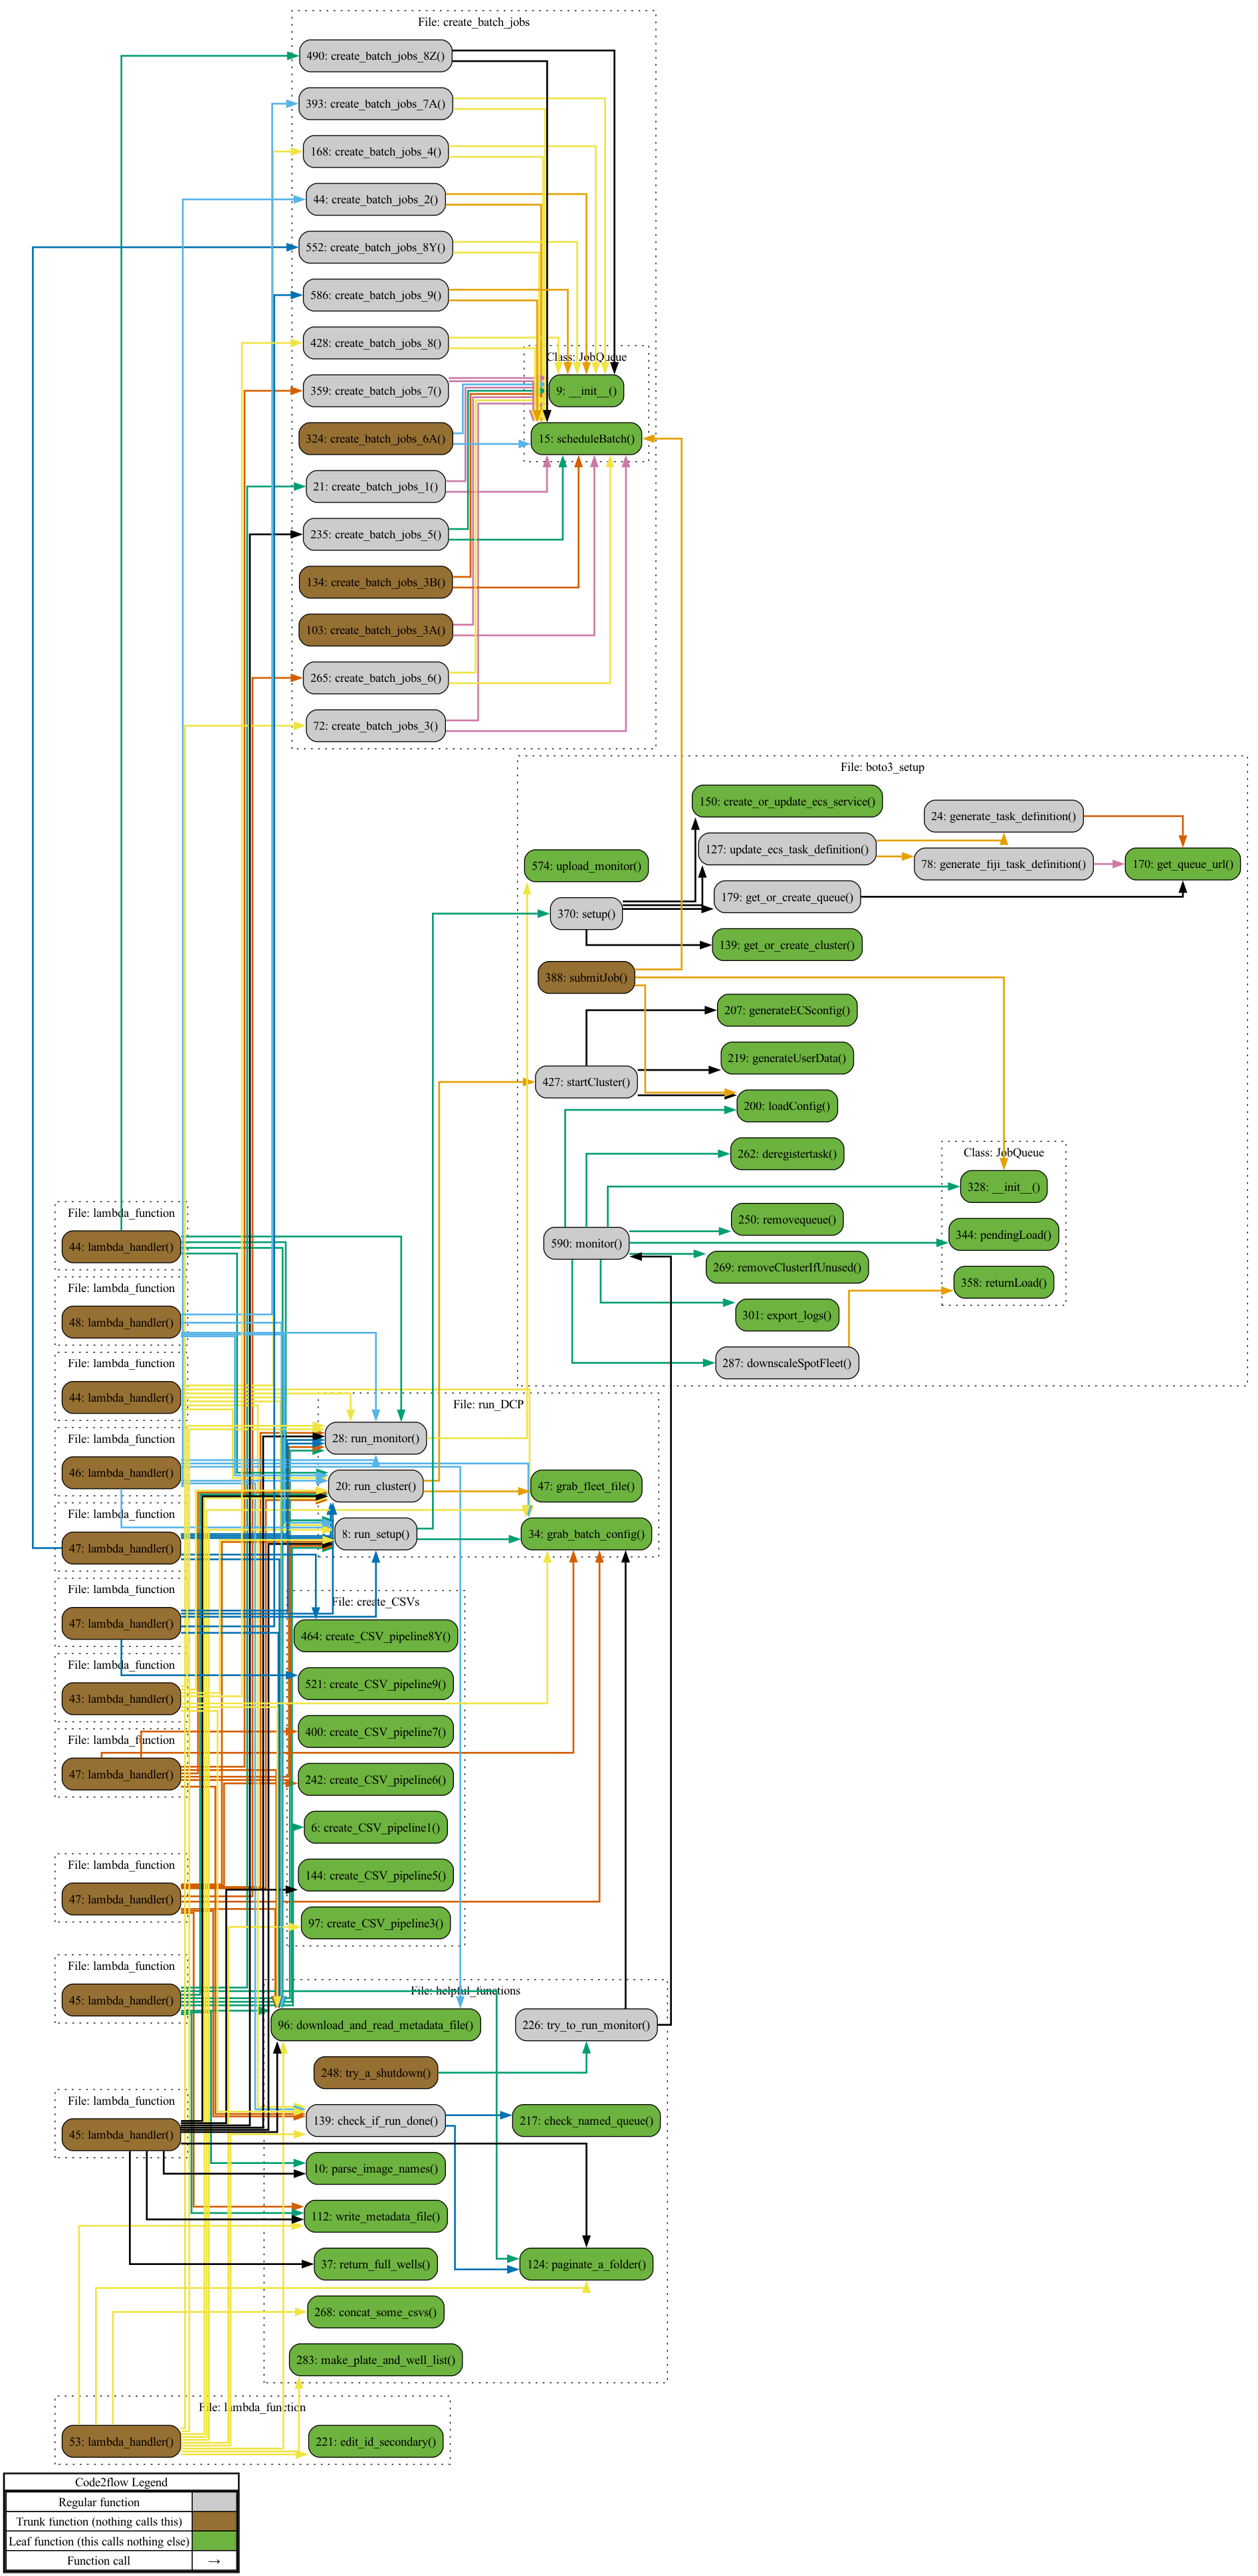 File: create_batch_jobs
490: create_batch_jobs_8Z()
393: create_batch_jobs_7A()
168: create_batch_jobs_4()
44: create_batch_jobs_2()
552: create_batch_jobs_8Y()
586: create_batch_jobs_9()
428: create_batch_jobs_8()
Class: JobQueue
359: create_batch_jobs_7()
9: __init__()
324: create_batch_jobs_6A()
15: scheduleBatch()
21: create_batch_jobs_1()
235: create_batch_jobs_5()
134: create_batch_jobs_3B()
103: create_batch_jobs_3A()
265: create_batch_jobs_6()
72: create_batch_jobs_3()
File: boto3_setup
150: create_or_update_ecs_service()
24: generate_task_definition()
127: update_ecs_task_definition()
574: upload_monitor()
78: generate_fiji_task_definition()
170: get_queue_url()
179: get_or_create_queue()
370: setup()
139: get_or_create_cluster()
388: submitJob()
207: generateECSconfig()
219: generateUserData()
427: startCluster()
200: loadConfig()
262: deregistertask()
Class: JobQueue
328: __init__()
250: removequeue()
344: pendingLoad()
590: monitor()
269: removeClusterIfUnused()
358: returnLoad()
301: export_logs()
287: downscaleSpotFleet()
File: lambda_function
44: lambda_handler()
File: lambda_function
48: lambda_handler()
File: lambda_function
44: lambda_handler()
File: run_DCP
28: run_monitor()
File: lambda_function
46: lambda_handler()
20: run_cluster()
47: grab_fleet_file()
File: lambda_function
47: lambda_handler()
8: run_setup()
34: grab_batch_config()
File: lambda_function
47: lambda_handler()
File: create_CSVs
464: create_CSV_pipeline8Y()
File: lambda_function
43: lambda_handler()
521: create_CSV_pipeline9()
400: create_CSV_pipeline7()
File: lambda_function
47: lambda_handler()
242: create_CSV_pipeline6()
6: create_CSV_pipeline1()
File: lambda_function
47: lambda_handler()
144: create_CSV_pipeline5()
97: create_CSV_pipeline3()
File: lambda_function
45: lambda_handler()
File: helpful_functions
96: download_and_read_metadata_file()
226: try_to_run_monitor()
248: try_a_shutdown()
File: lambda_function
45: lambda_handler()
139: check_if_run_done()
217: check_named_queue()
10: parse_image_names()
112: write_metadata_file()
37: return_full_wells()
124: paginate_a_folder()
268: concat_some_csvs()
283: make_plate_and_well_list()
File: lambda_function
53: lambda_handler()
221: edit_id_secondary()
Code2flow Legend
Regular function
Trunk function (nothing calls this)
Leaf function (this calls nothing else)
Function call →